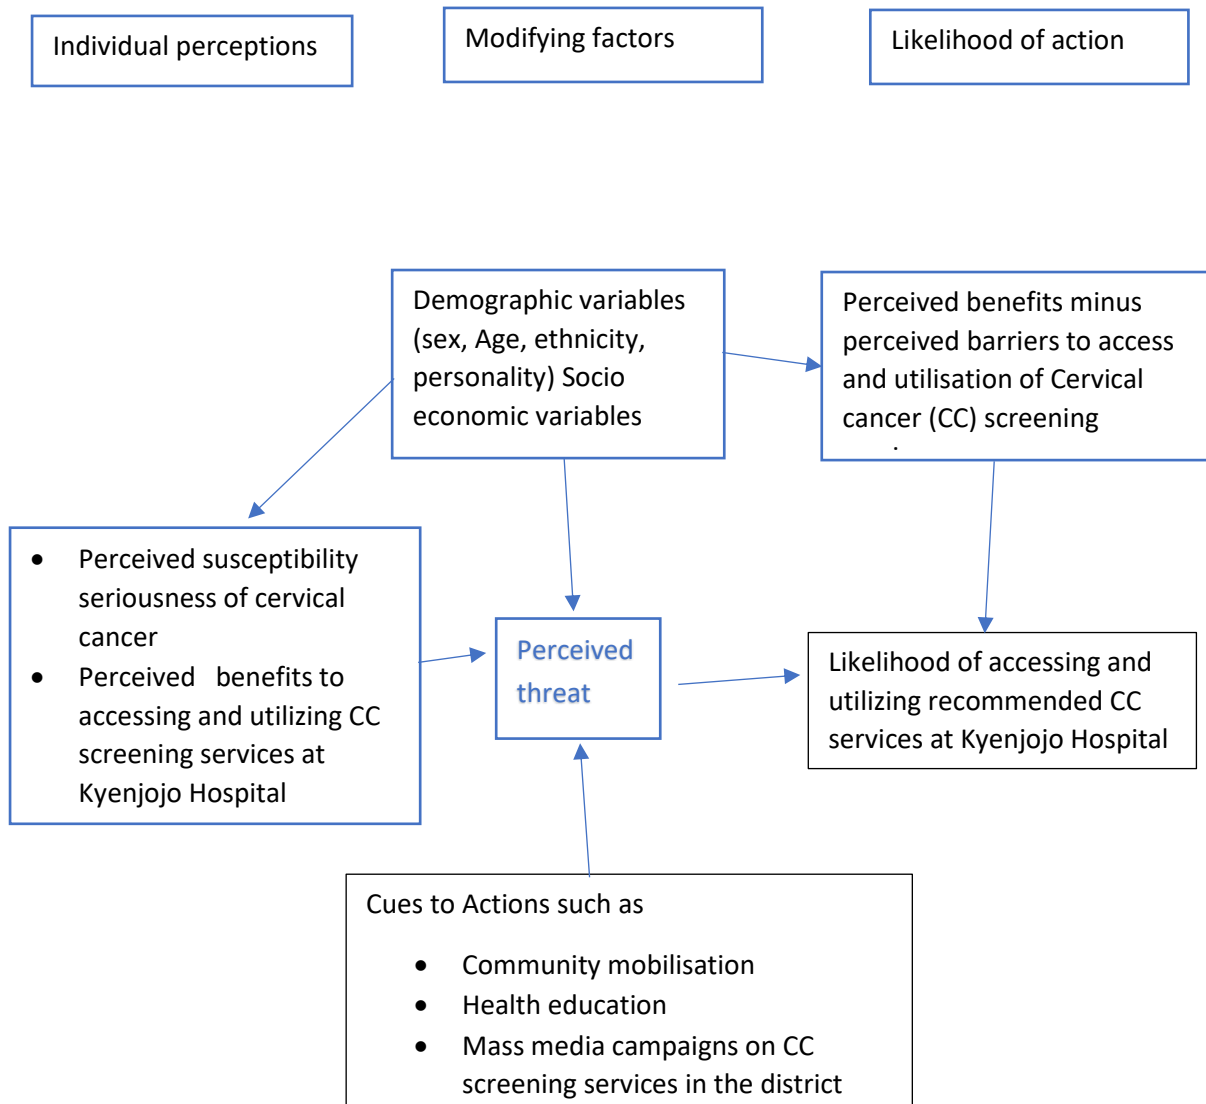 Individual perceptions
Modifying factors
Likelihood of action
Demographic variables
(sex, Age, ethnicity,
personality) Socio
economic variables
Perceived benefits minus
perceived barriers to access
and utilisation of Cervical
cancer (CC) screening
• Perceived susceptibility
seriousness of cervical
cancer
• Perceived benefits to
accessing and utilizing CC
screening services at
Kyenjojo Hospital
Perceived
threat
Likelihood of accessing and
utilizing recommended CC
services at Kyenjojo Hospital
Cues to Actions such as
• Community mobilisation
• Health education
• Mass media campaigns on CC
screening services in the district